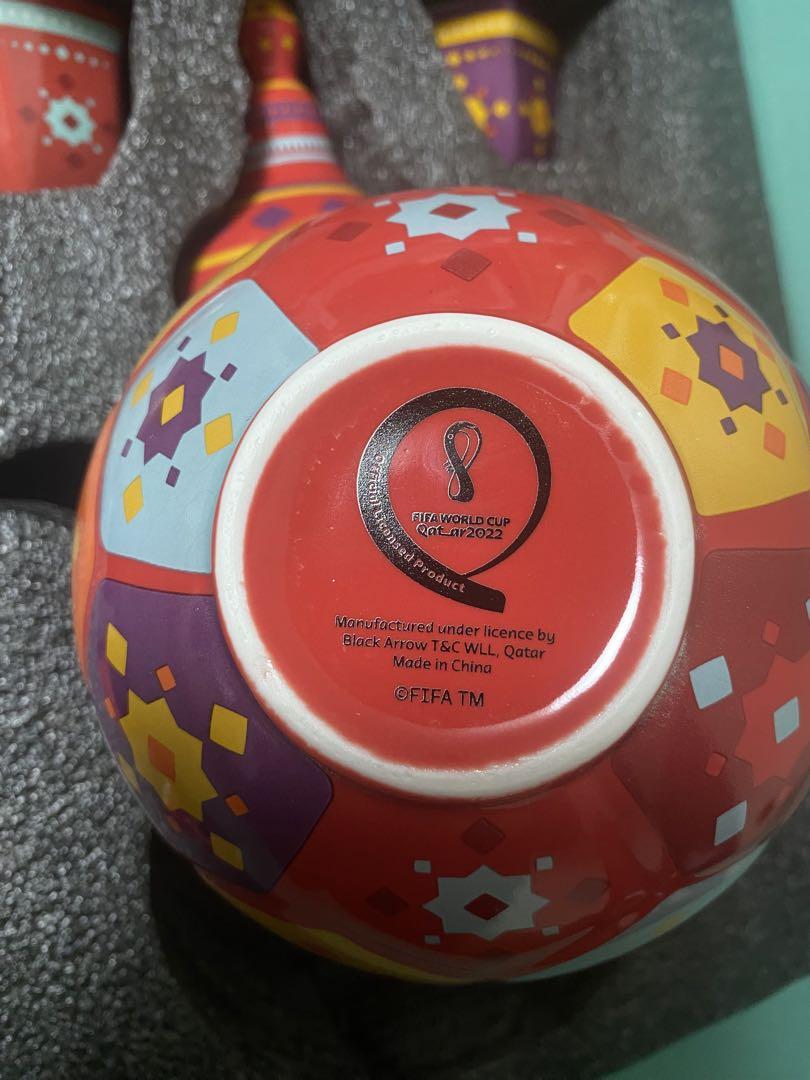 FIFA WORLD CUP
Qatar2022
Official Licensed Product
Manufactured under licence by
Black Arrow T&C WLL, Qatar
Made in China
©FIFA TM